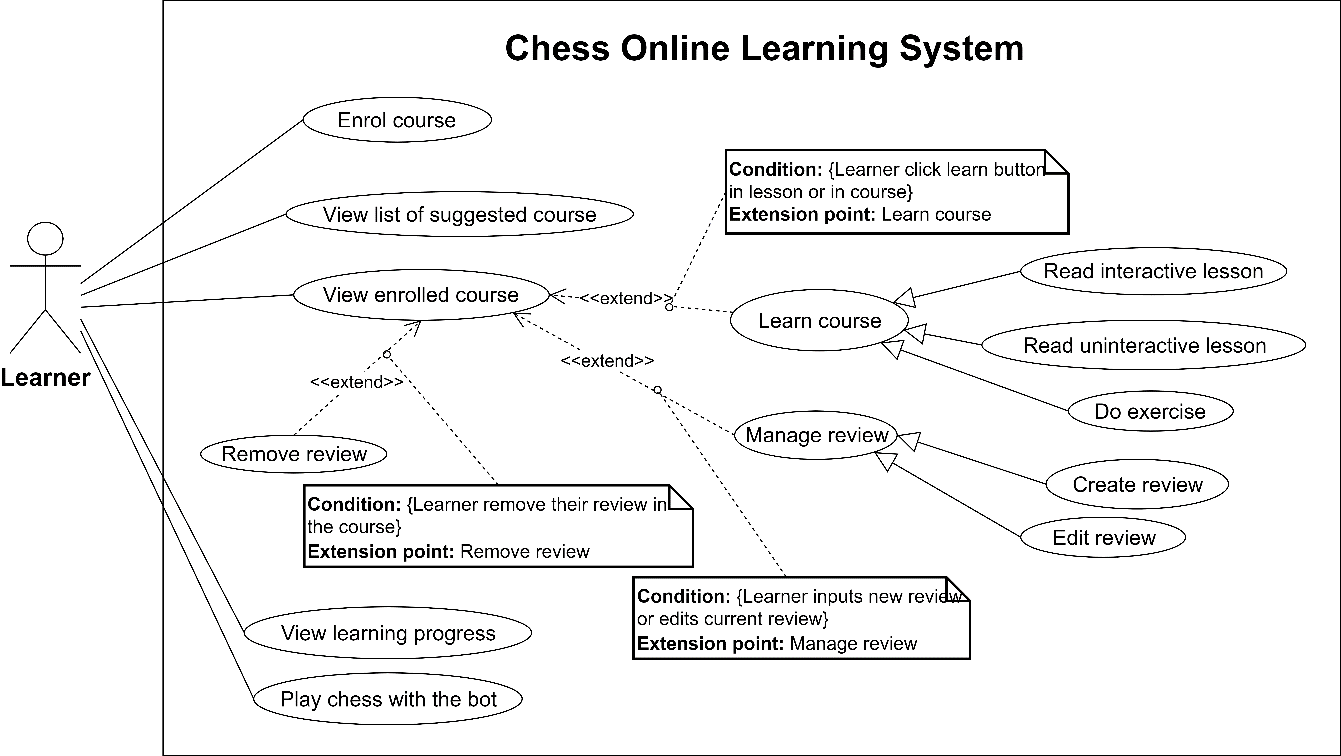 Chess Online Learning System
Enrol course
Condition: {Learner click learn button
in lesson or in course}
Extension point: Learn course
View list of suggested course
Read interactive lesson
View enrolled course
<<extend>>
Learn course
Read uninteractive lesson
<<extend>>
Learner
<<extend>>
Do exercise
Manage review
Remove review
Create review
Condition: {Learner remove their review in
the course}
Extension point: Remove review
Edit review
Condition: {Learner inputs new review
or edits current review}
Extension point: Manage review
View learning progress
Play chess with the bot